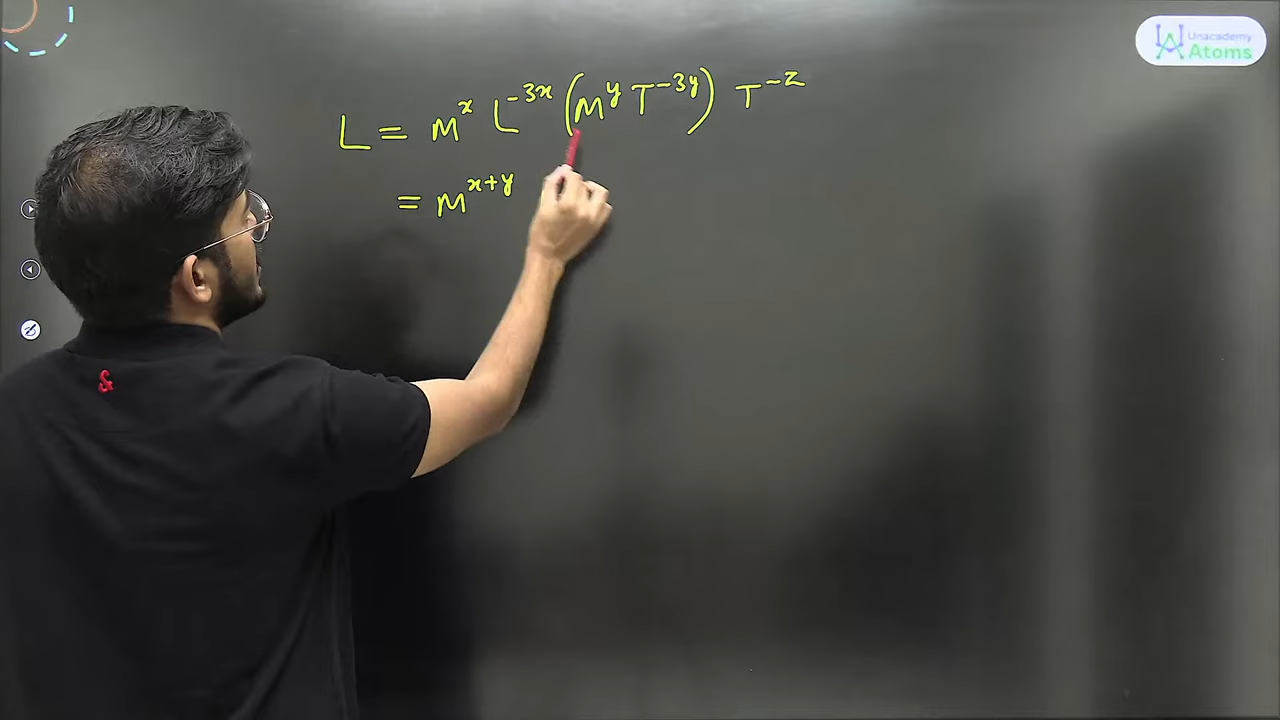 Unacademy
Atoms
L = M^x L^-3x (M^y T^-3y) T^-z
= M^x+y
&